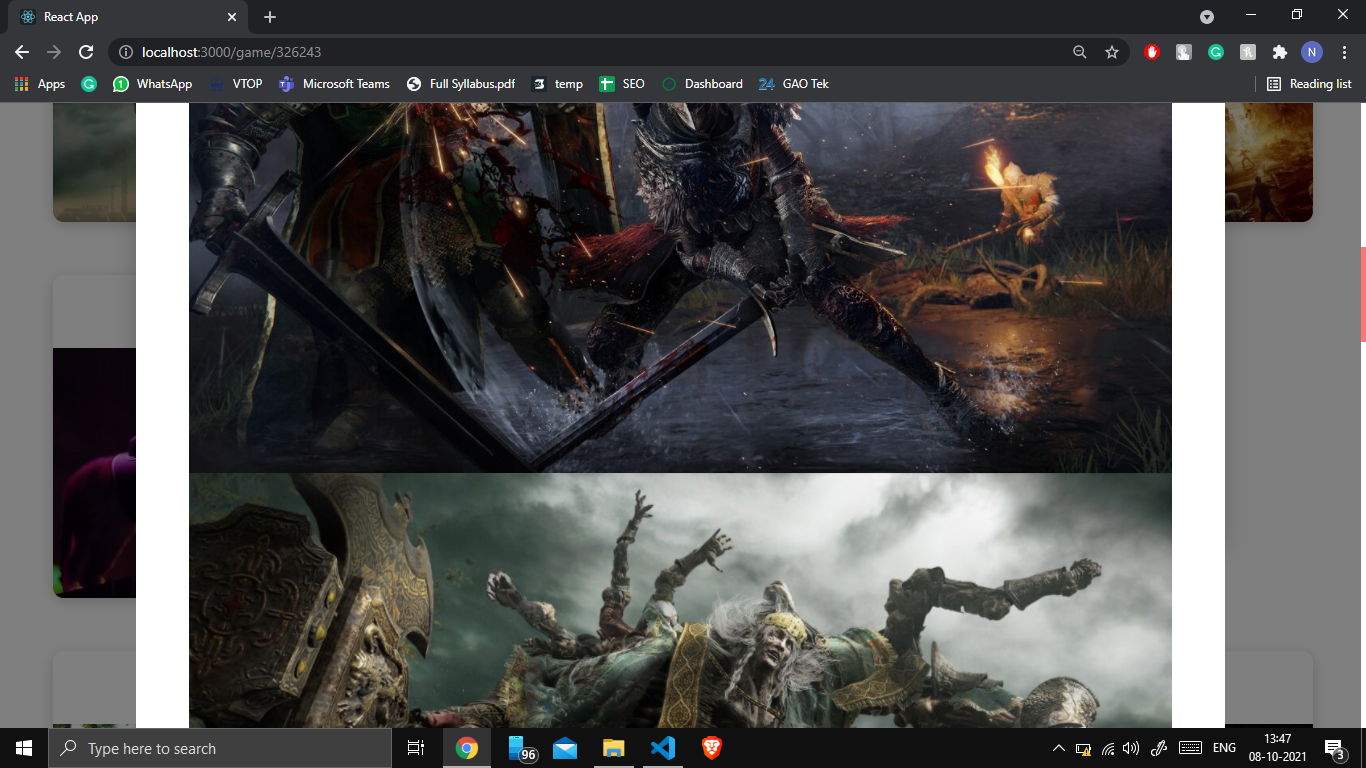 React App
localhost:3000/game/326243
N
Apps
WhatsApp
VTOP
Microsoft Teams
Full Syllabus.pdf
temp
SEO
Dashboard
24
GAO Tek
Reading list
Type here to search
96
ENG
13:47
08-10-2021
3